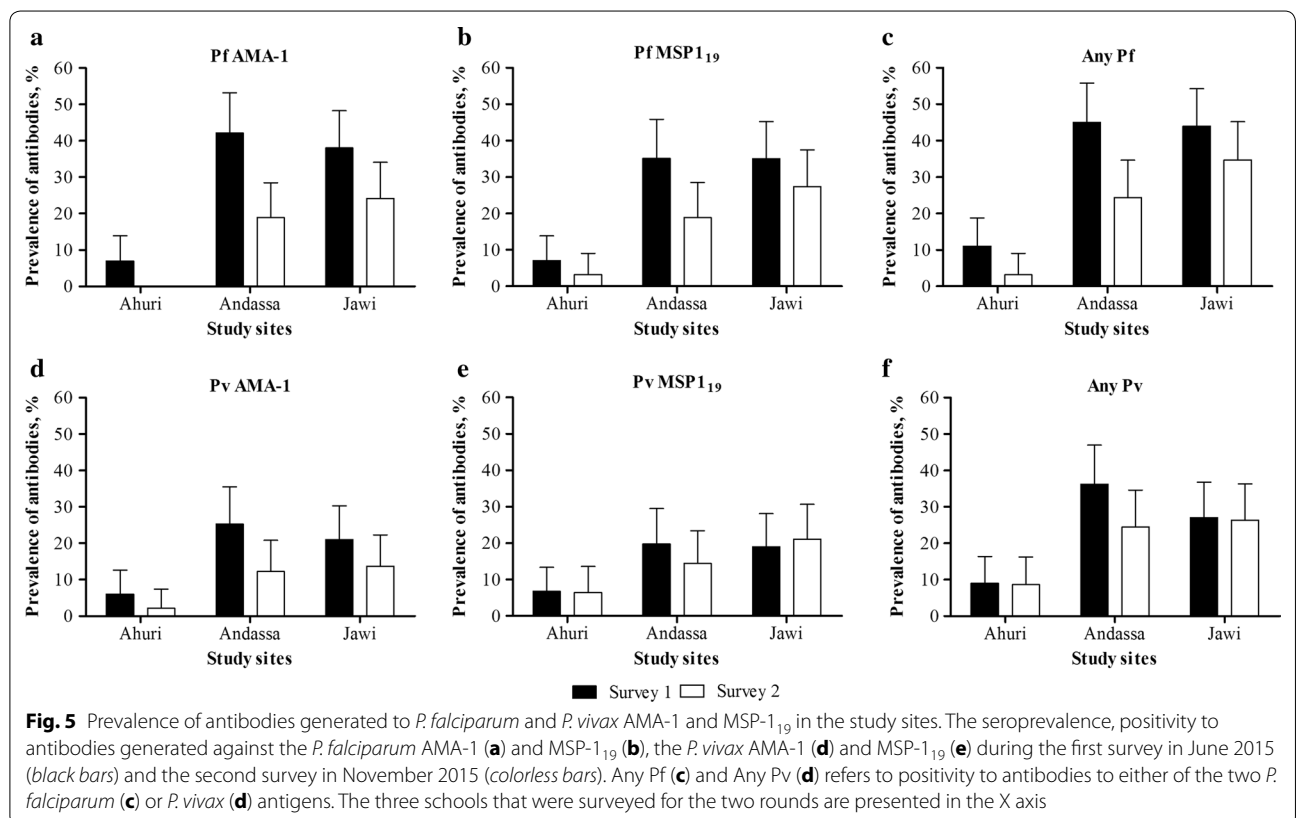 a
Pf AMA-1
Prevalence of antibodies, %
60
50
40
30
20
10
0
Ahuri Andassa Jawi
Study sites
b
Pf MSP1₁₉
Prevalence of antibodies, %
60
50
40
30
20
10
0
Ahuri Andassa Jawi
Study sites
c
Any Pf
Prevalence of antibodies, %
60
50
40
30
20
10
0
Ahuri Andassa Jawi
Study sites
d
Pv AMA-1
Prevalence of antibodies, %
60
50
40
30
20
10
0
Ahuri Andassa Jawi
Study sites
e
Pv MSP1₁₉
Prevalence of antibodies, %
60
50
40
30
20
10
0
Ahuri Andassa Jawi
Study sites
f
Any Pv
Prevalence of antibodies, %
60
50
40
30
20
10
0
Ahuri Andassa Jawi
Study sites
Survey 1 Survey 2
Fig. 5 Prevalence of antibodies generated to P. falciparum and P. vivax AMA-1 and MSP-1₁₉ in the study sites. The seroprevalence, positivity to
antibodies generated against the P. falciparum AMA-1 (a) and MSP-1₁₉ (b), the P. vivax AMA-1 (d) and MSP-1₁₉ (e) during the first survey in June 2015
(black bars) and the second survey in November 2015 (colorless bars). Any Pf (c) and Any Pv (d) refers to positivity to antibodies to either of the two P.
falciparum (c) or P. vivax (d) antigens. The three schools that were surveyed for the two rounds are presented in the X axis